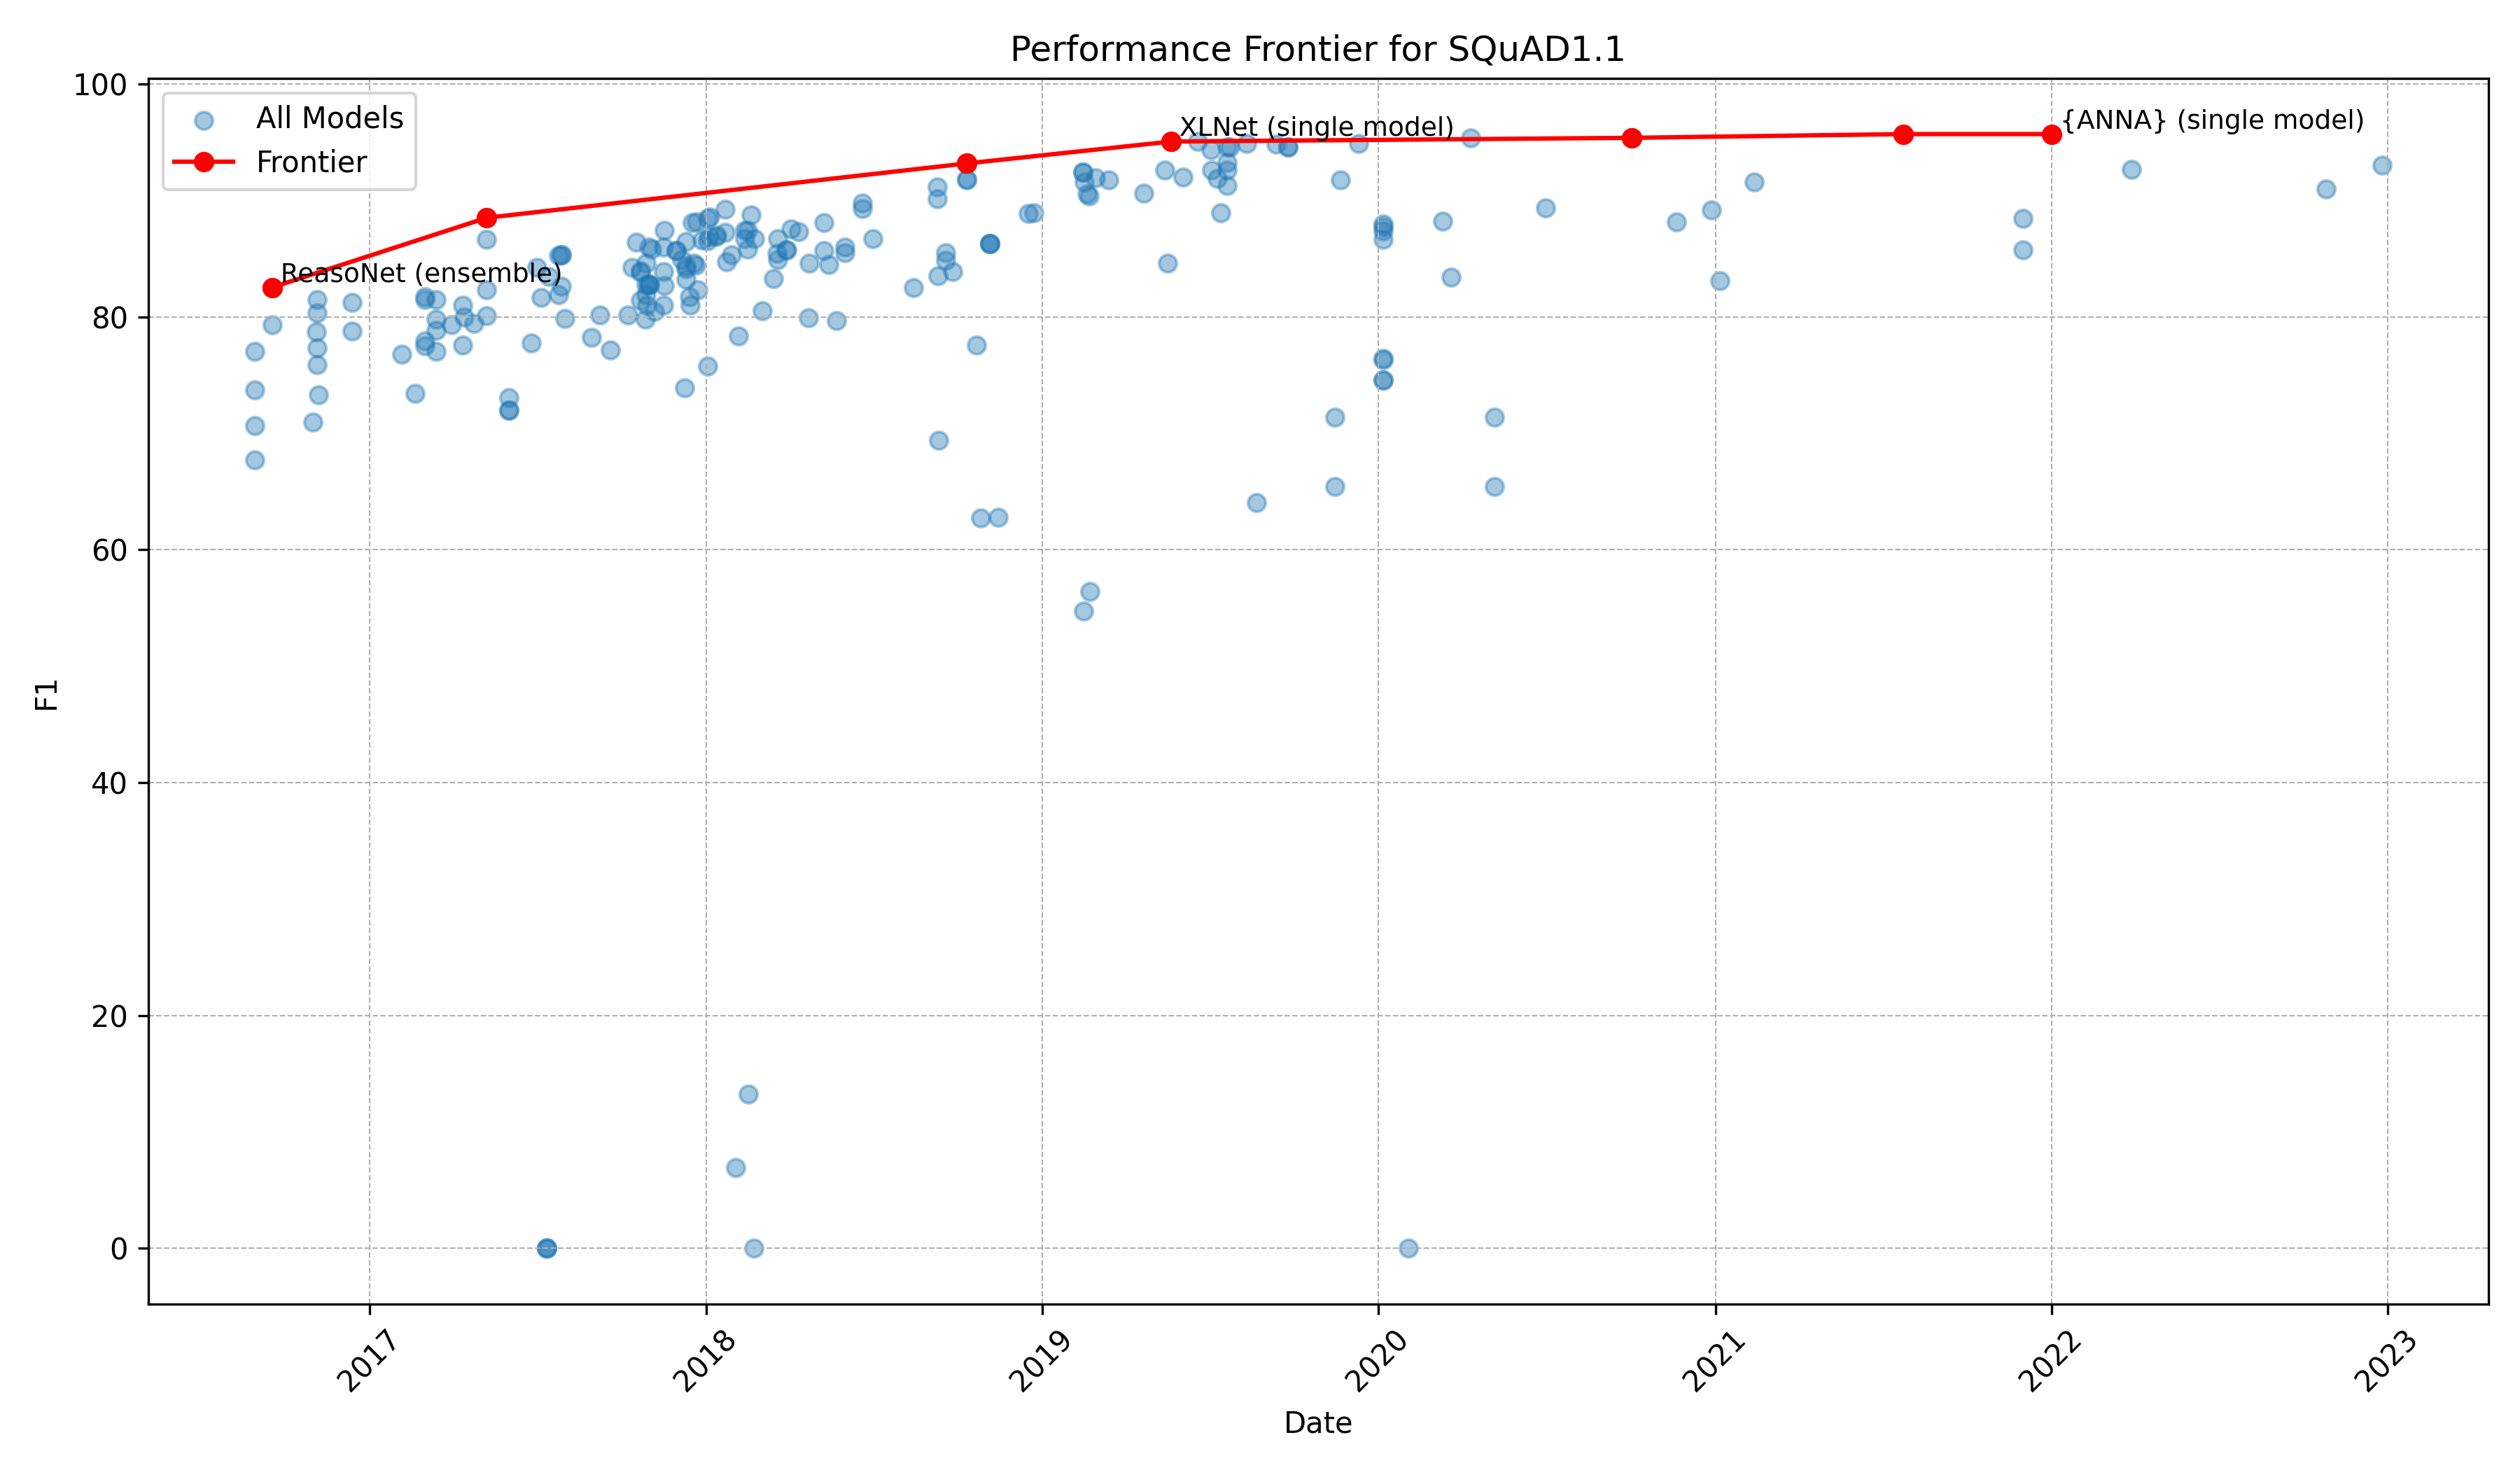 Performance Frontier for SQuAD1.1
100
80
60
40
20
0
F1
All Models
Frontier
ReasoNet (ensemble)
XLNet (single model)
{ANNA} (single model)
2017
2018
2019
2020
2021
2022
2023
Date